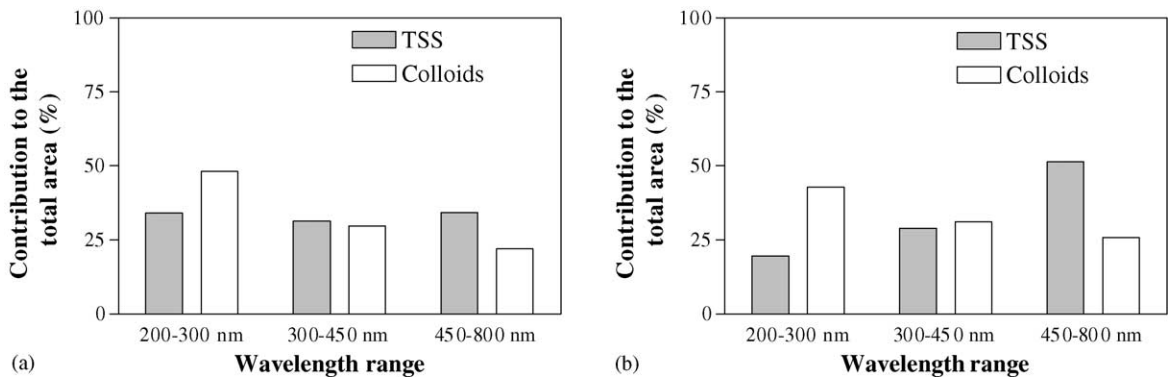 Contribution to the
total area (%)
100
75
50
25
0
TSS
Colloids
200-300 nm
300-450 nm
450-800 nm
Wavelength range
(a)
Contribution to the
total area (%)
100
75
50
25
0
TSS
Colloids
200-300 nm
300-450 nm
450-800 nm
Wavelength range
(b)